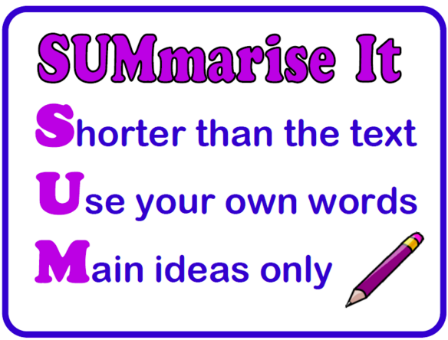 SUMmarise It
Shorter than the text
Use your own words
Main ideas only